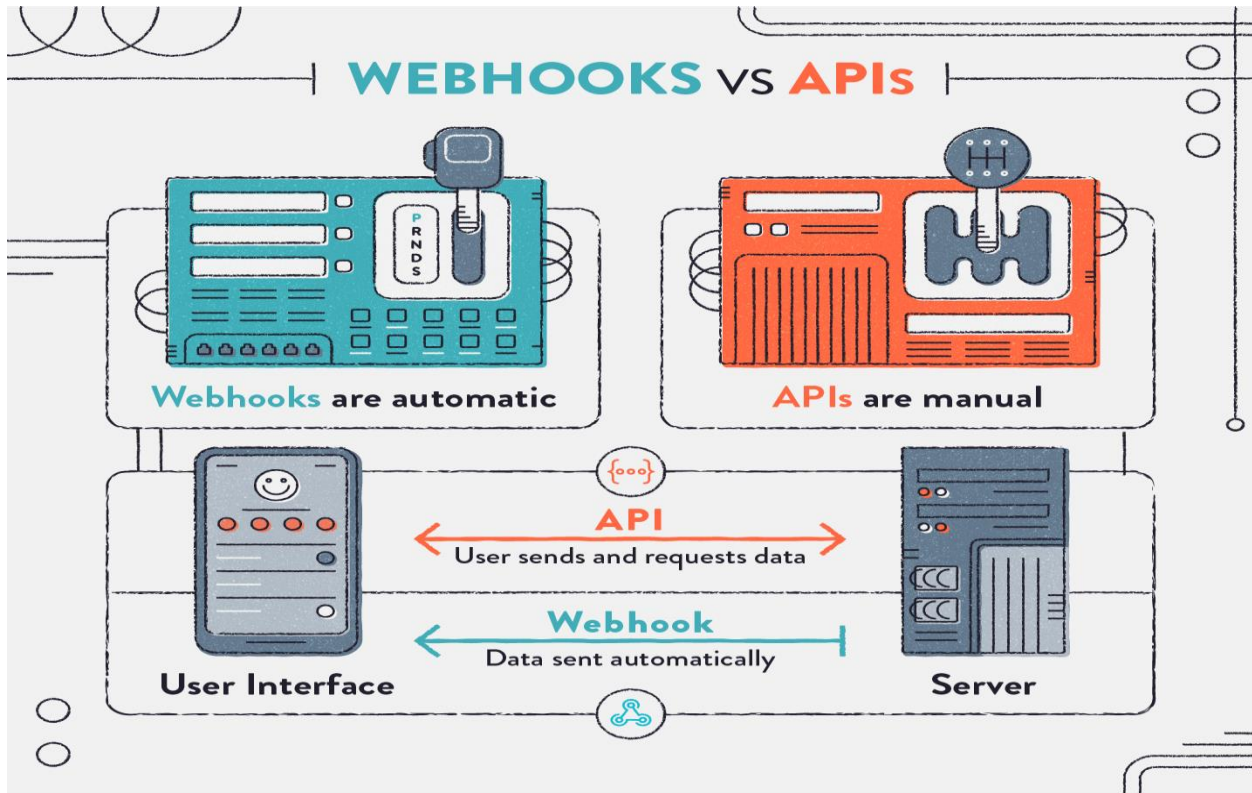 WEBHOOKS VS APIs
P
R
N
D
S
Webhooks are automatic
APIs are manual
API
User sends and requests data
Webhook
Data sent automatically
User Interface
Server